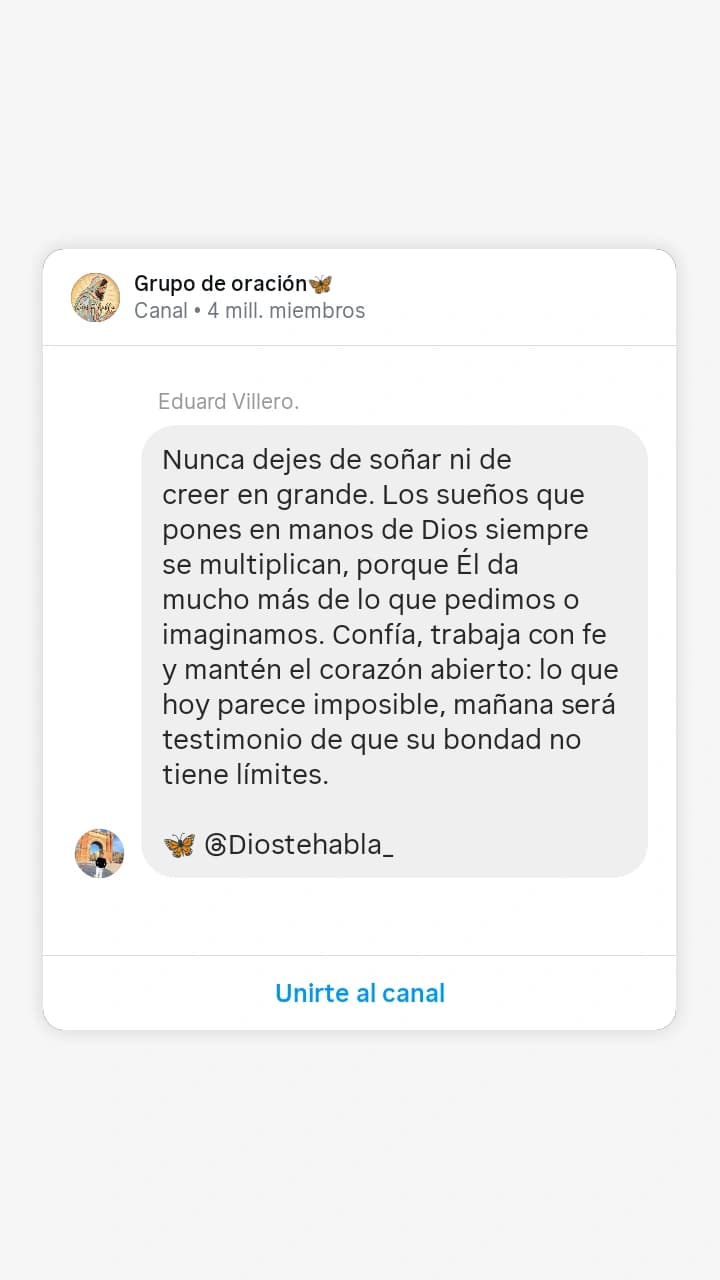 Grupo de oración🦋
Canal • 4 mill. miembros
Eduard Villero.
Nunca dejes de soñar ni de
creer en grande. Los sueños que
pones en manos de Dios siempre
se multiplican, porque Él da
mucho más de lo que pedimos o
imaginamos. Confía, trabaja con fe
y mantén el corazón abierto: lo que
hoy parece imposible, mañana será
testimonio de que su bondad no
tiene límites.
🦋 @Diostehabla_
Unirte al canal